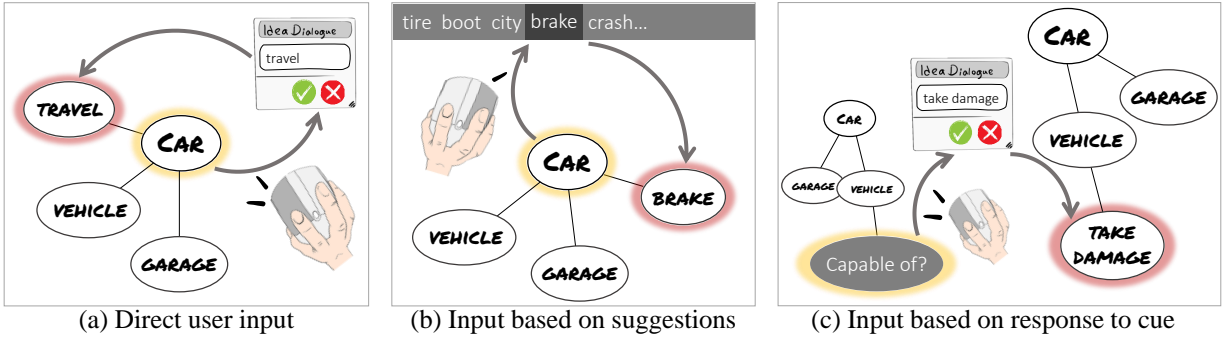 Idea Dialogue
travel
TRAVEL
CAR
VEHICLE
GARAGE
(a) Direct user input
tire boot city brake crash...
CAR
BRAKE
VEHICLE
GARAGE
(b) Input based on suggestions
CAR
GARAGE
VEHICLE
Capable of?
Idea Dialogue
take damage
CAR
GARAGE
VEHICLE
TAKE
DAMAGE
(c) Input based on response to cue